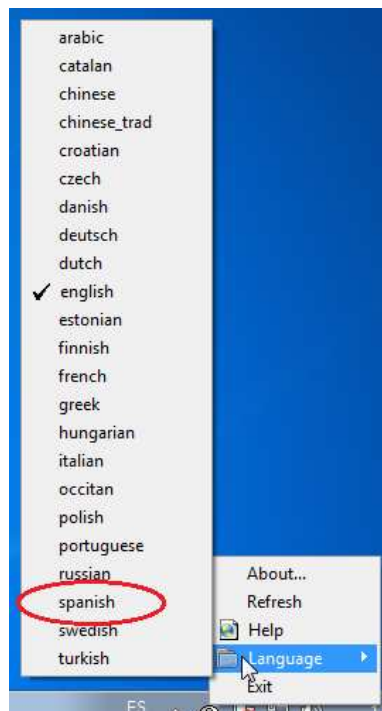 arabic
catalan
chinese
chinese_trad
croatian
czech
danish
deutsch
dutch
english
estonian
finnish
french
greek
hungarian
italian
occitan
polish
portuguese
russian
spanish
swedish
turkish
About...
Refresh
Help
Language
Exit
ES